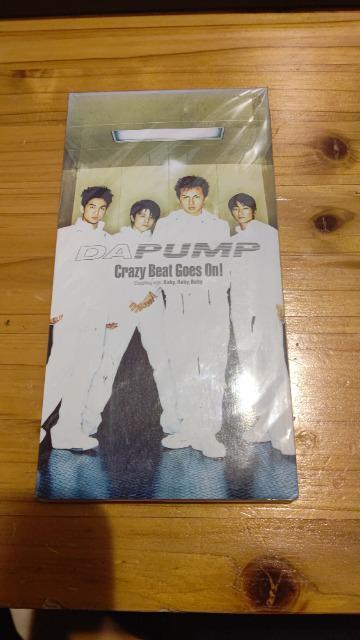 DA PUMP
Crazy Beat Goes On!
Coupling with Baby, Baby, Baby